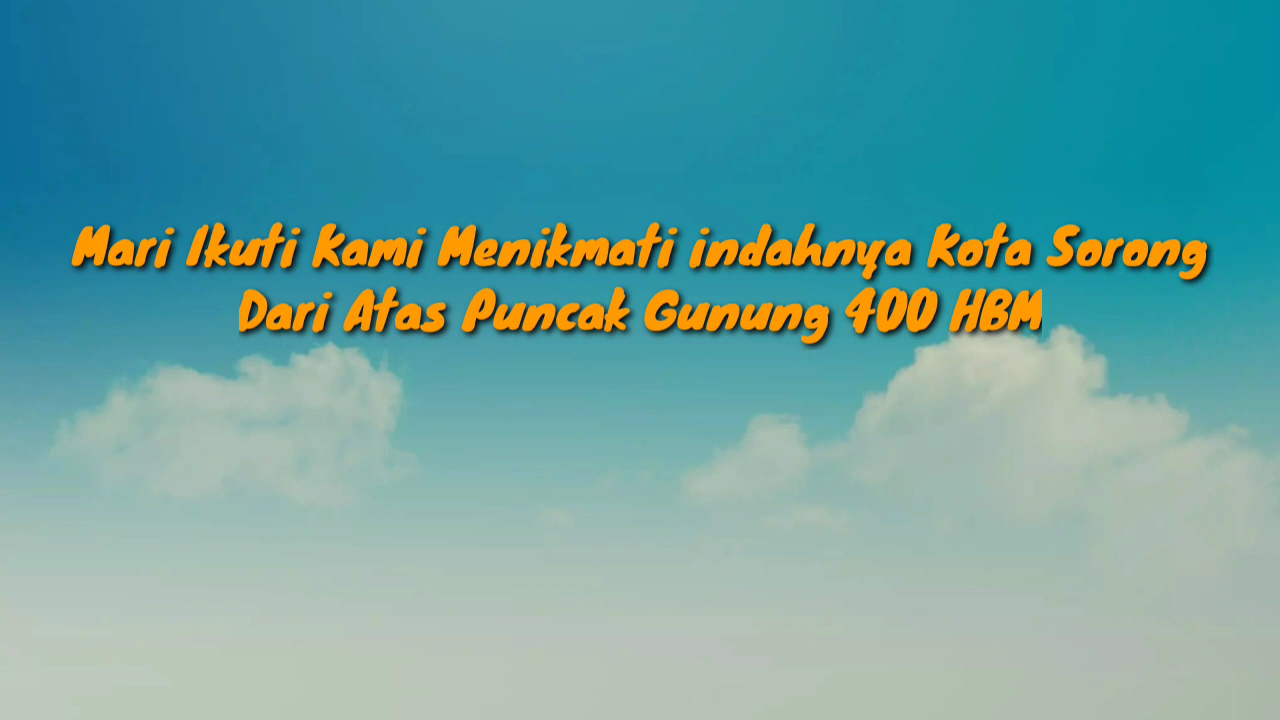 Mari Ikuti Kami Menikmati indahnya Kota Sorong
Dari Atas Puncak Gunung 400 HBM